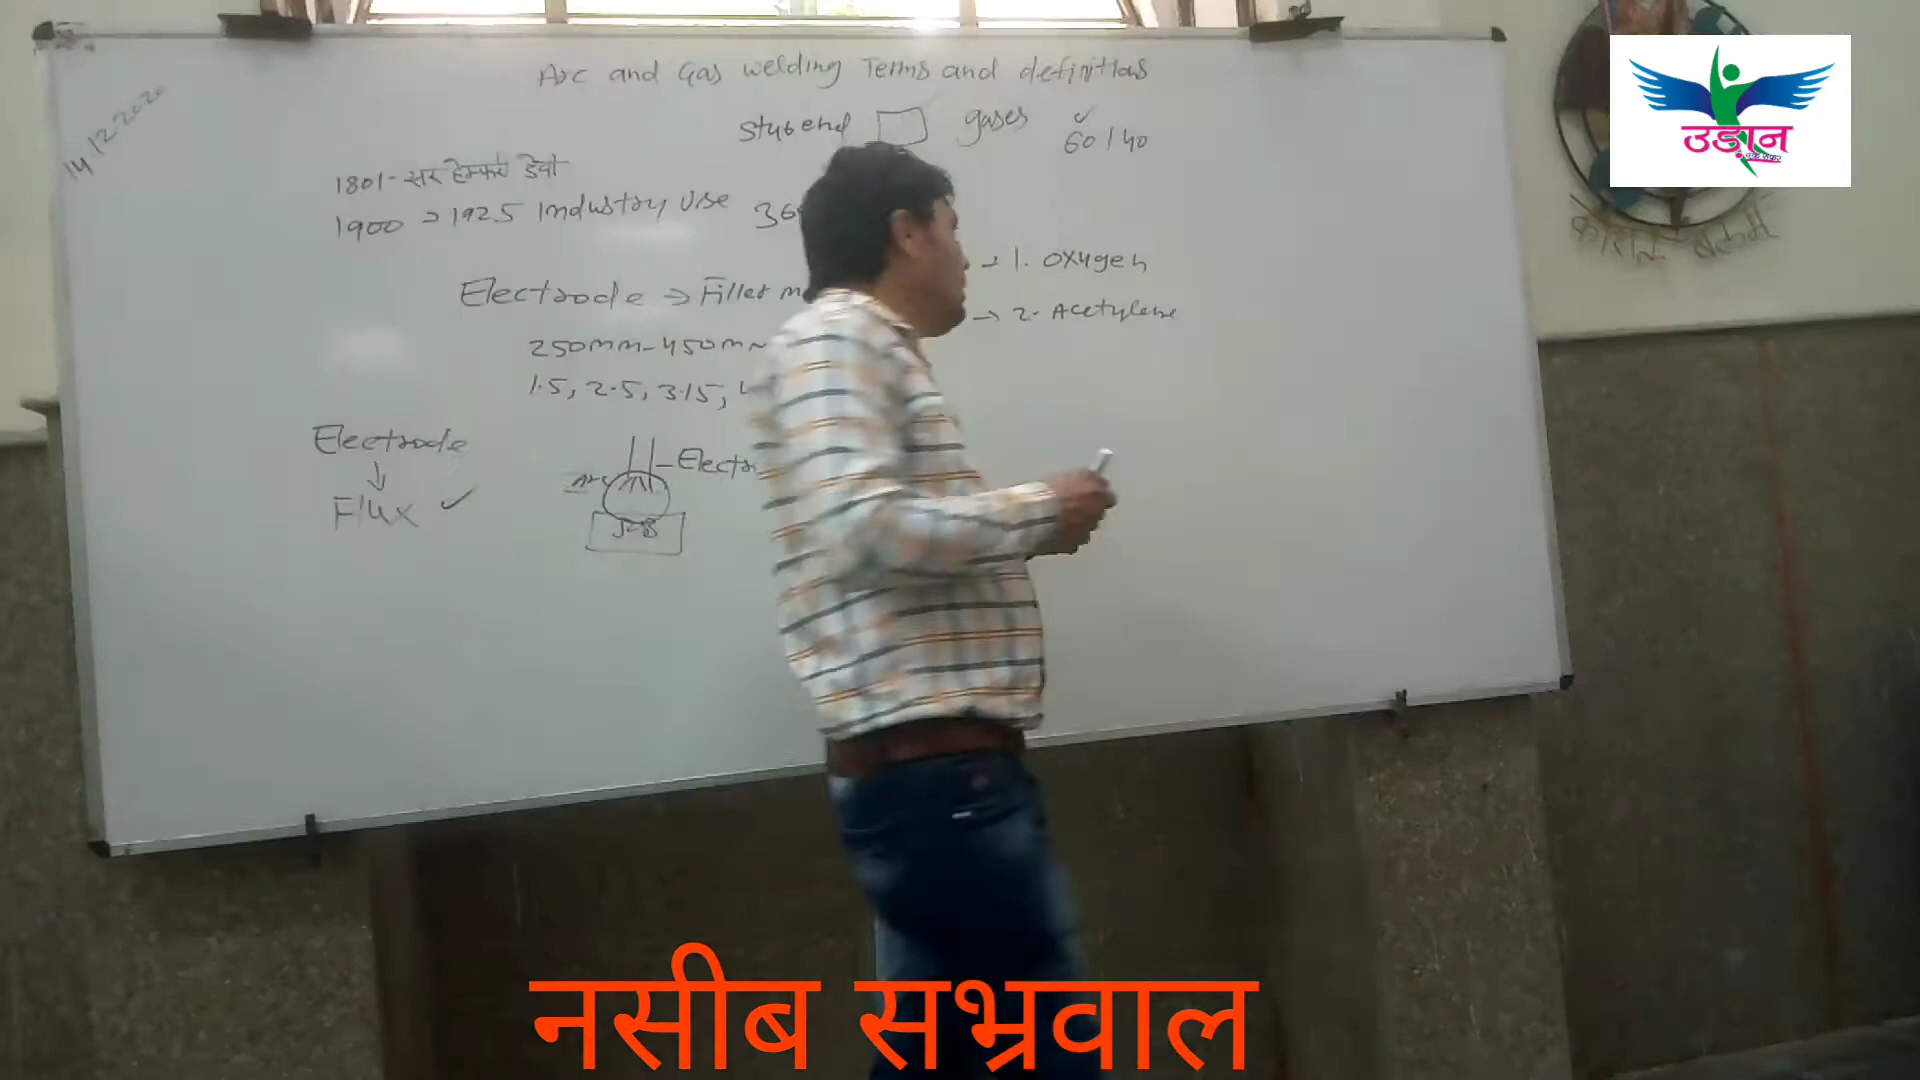 Arc and Gas welding Terms and definitions
14 12 2020
Stubend gases 60/40
1801- सर हेम्फ्री डेवी
1900 → 1925 Industry use
→ 1. Oxygen
Electrode → Filler
→ 2. Acetylene
250mm-450mm
1.5, 2.5, 3.15,
Electrode
Flux
Arc
Job
उड़ान
नसीब सभ्रवाल